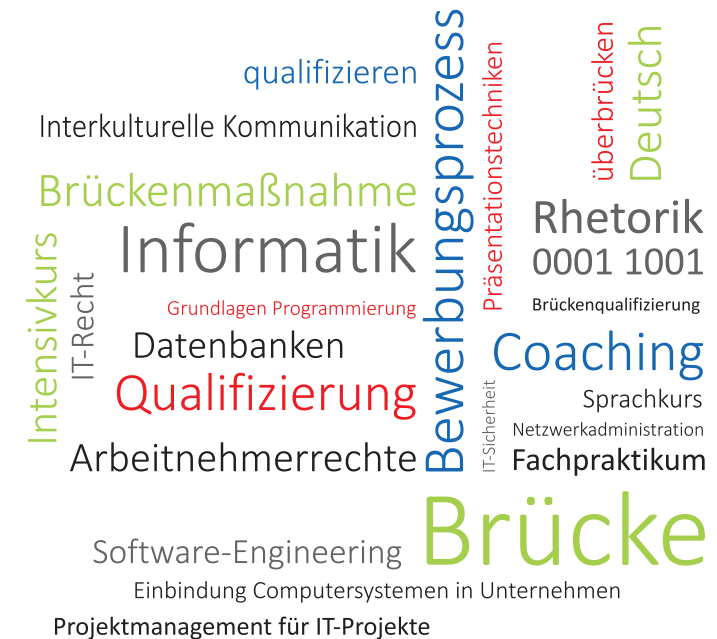 qualifizieren
Interkulturelle Kommunikation
Brückenmaßnahme
Informatik
Intensivkurs
IT-Recht
Grundlagen Programmierung
Datenbanken
Qualifizierung
Arbeitnehmerrechte
Bewerbungsprozess
Präsentationstechniken
überbrücken
Deutsch
Rhetorik
0001 1001
Brückenqualifizierung
Coaching
IT-Sicherheit
Sprachkurs
Netzwerkadministration
Fachpraktikum
Brücke
Software-Engineering
Einbindung Computersystemen in Unternehmen
Projektmanagement für IT-Projekte